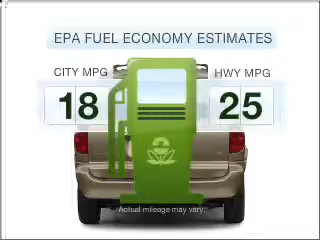 EPA FUEL ECONOMY ESTIMATES
CITY MPG
HWY MPG
18
25
Actual mileage may vary.